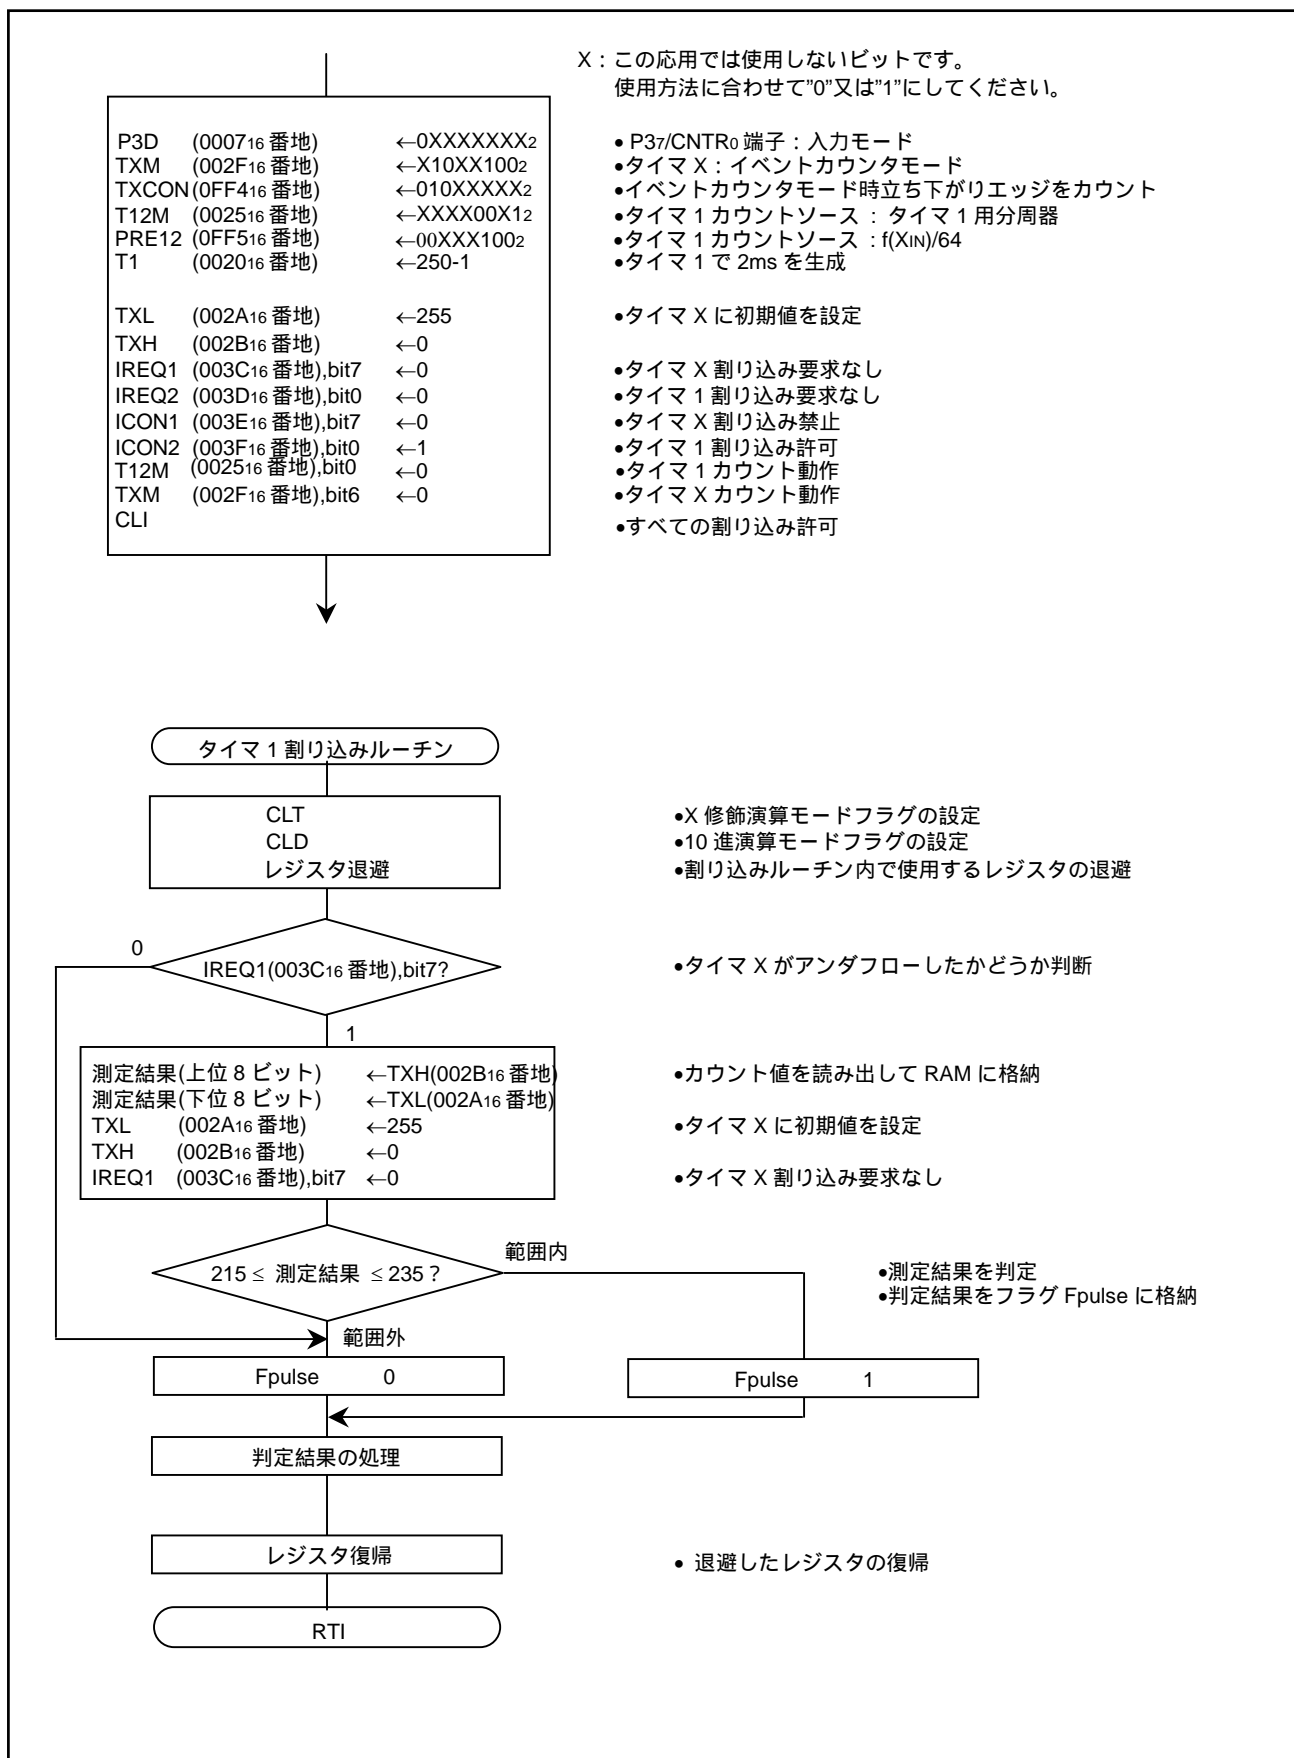 X：この応用では使用しないビットです。
使用方法に合わせて”0”又は”1”にしてください。
P3D (000716 番地) ←0XXXXXXX2 • P37/CNTR0 端子：入力モード
TXM (002F16 番地) ←X10XX1002 •タイマ X：イベントカウンタモード
TXCON(0FF416 番地) ←010XXXXX2 •イベントカウンタモード時立ち下がりエッジをカウント
T12M (002516 番地) ←XXXX00X12 •タイマ 1 カウントソース : タイマ 1 用分周器
PRE12 (0FF516 番地) ←00XXX1002 •タイマ 1 カウントソース : f(XIN)/64
T1 (002016 番地) ←250-1 •タイマ 1 で 2ms を生成
TXL (002A16 番地) ←255 •タイマ X に初期値を設定
TXH (002B16 番地) ←0
IREQ1 (003C16 番地),bit7 ←0 •タイマ X 割り込み要求なし
IREQ2 (003D16 番地),bit0 ←0 •タイマ 1 割り込み要求なし
ICON1 (003E16 番地),bit7 ←0 •タイマ X 割り込み禁止
ICON2 (003F16 番地),bit0 ←1 •タイマ 1 割り込み許可
T12M (002516 番地),bit0 ←0 •タイマ 1 カウント動作
TXM (002F16 番地),bit6 ←0 •タイマ X カウント動作
CLI •すべての割り込み許可
タイマ 1 割り込みルーチン
CLT •X 修飾演算モードフラグの設定
CLD •10 進演算モードフラグの設定
レジスタ退避 •割り込みルーチン内で使用するレジスタの退避
0
IREQ1(003C16 番地),bit7? •タイマ X がアンダフローしたかどうか判断
1
測定結果(上位 8 ビット) ←TXH(002B16 番地) •カウント値を読み出して RAM に格納
測定結果(下位 8 ビット) ←TXL(002A16 番地)
TXL (002A16 番地) ←255 •タイマ X に初期値を設定
TXH (002B16 番地) ←0
IREQ1 (003C16 番地),bit7 ←0 •タイマ X 割り込み要求なし
範囲内
215 ≤ 測定結果 ≤ 235？ •測定結果を判定
•判定結果をフラグ Fpulse に格納
範囲外
Fpulse 0 Fpulse 1
判定結果の処理
レジスタ復帰 • 退避したレジスタの復帰
RTI